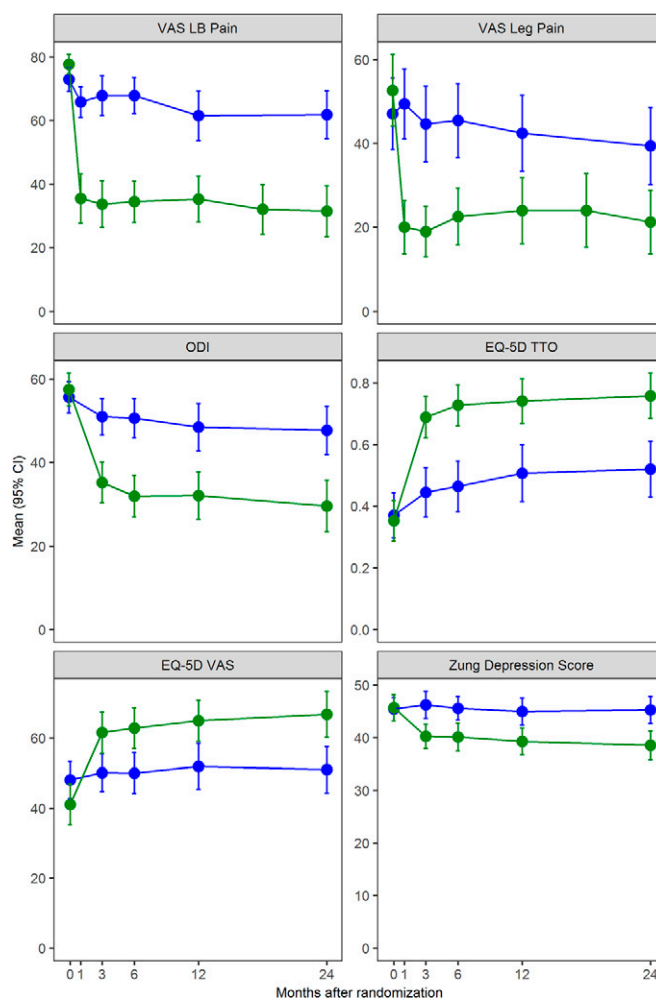 VAS LB Pain
VAS Leg Pain
80
60
40
20
0
60
40
20
0
ODI
EQ-5D TTO
Mean (95% CI)
60
40
20
0
0.8
0.6
0.4
0.2
0.0
EQ-5D VAS
Zung Depression Score
60
40
20
0
50
40
30
20
10
0
0 1 3 6 12 24
0 1 3 6 12 24
Months after randomization